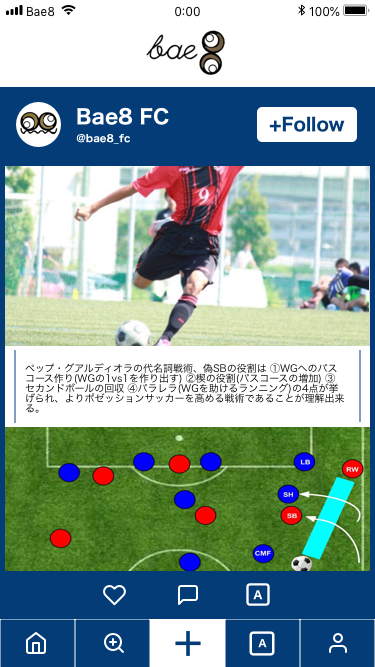 Bae8
0:00
100%
bae8
Bae8 FC
@bae8_fc
+Follow
9
ペップ・グアルディオラの代名詞戦術、偽SBの役割は ①WGへのパス
コース作り(WGの1vs1を作り出す) ②楔の役割(パスコースの増加) ③
セカンドボールの回収 ④パラレラ(WGを助けるランニング)の4点が挙
げられ、よりポゼッションサッカーを高める戦術であることが理解出来
る。
LB
RW
SH
SB
CMF
A
A